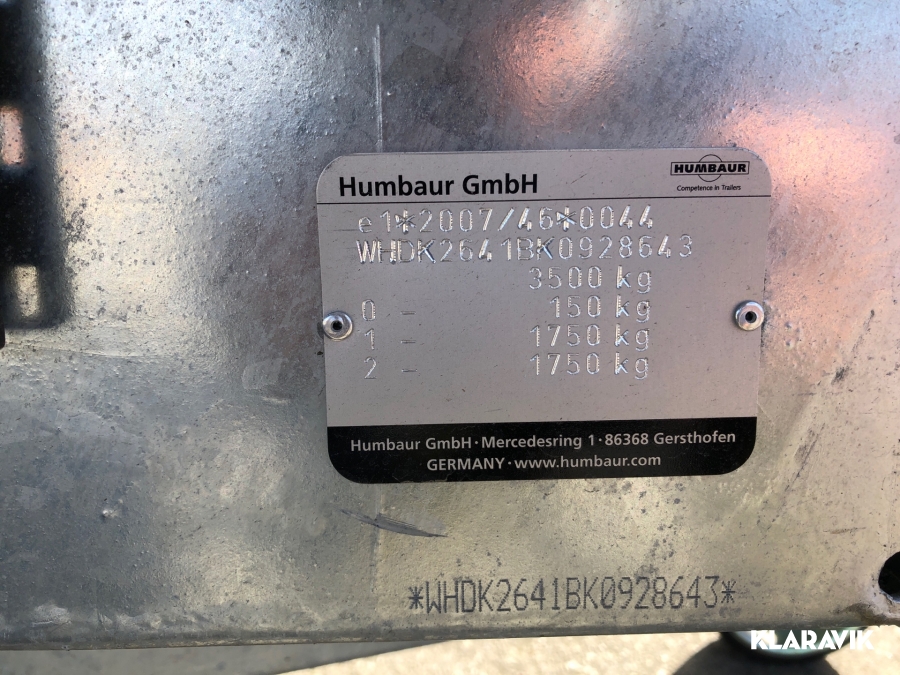 Humbaur GmbH
HUMBAUR
Competence in Trailers
e1*2007/46*0044
WHDK2641BK0928643
3500 kg
0 - 150 kg
1 - 1750 kg
2 - 1750 kg
Humbaur GmbH · Mercedesring 1 · 86368 Gersthofen
GERMANY · www.humbaur.com
*WHDK2641BK0928643*
KLARAVIK